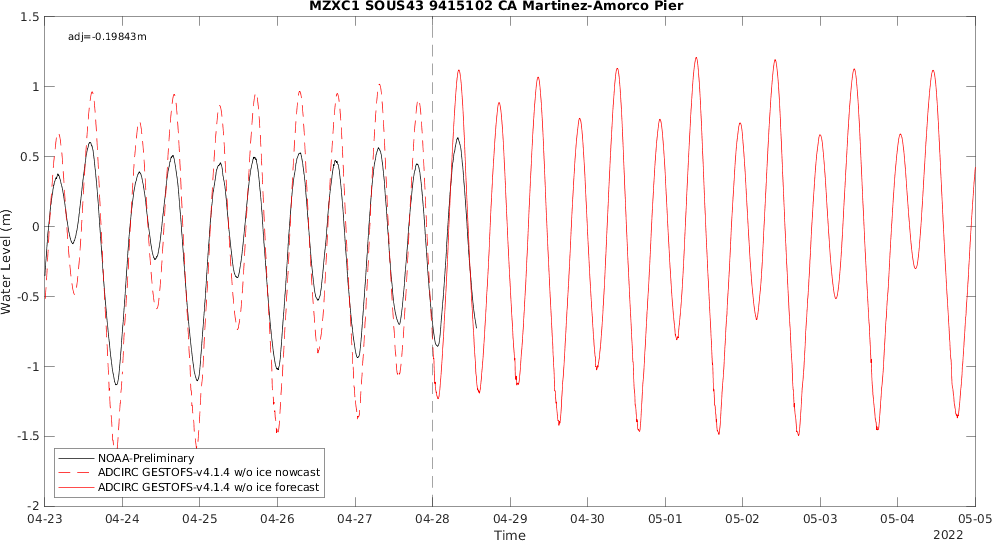 MZXC1 SOUS43 9415102 CA Martinez-Amorco Pier
adj=-0.19843m
Water Level (m)
1.5
1
0.5
0
-0.5
-1
-1.5
-2
NOAA-Preliminary
ADCIRC GESTOFS-v4.1.4 w/o ice nowcast
ADCIRC GESTOFS-v4.1.4 w/o ice forecast
04-23 04-24 04-25 04-26 04-27 04-28 04-29 04-30 05-01 05-02 05-03 05-04 05-05
Time
2022